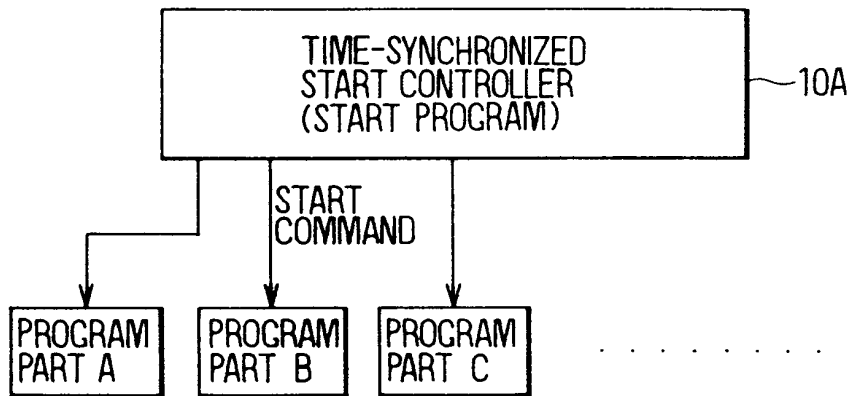 TIME-SYNCHRONIZED
START CONTROLLER
(START PROGRAM)
10A
START
COMMAND
PROGRAM
PART A
PROGRAM
PART B
PROGRAM
PART C
. . . . . . . .